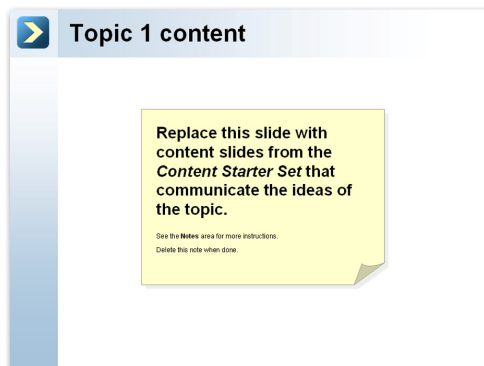 Topic 1 content
Replace this slide with
content slides from the
Content Starter Set that
communicate the ideas of
the topic.
See the Notes area for more instructions.
Delete this note when done.